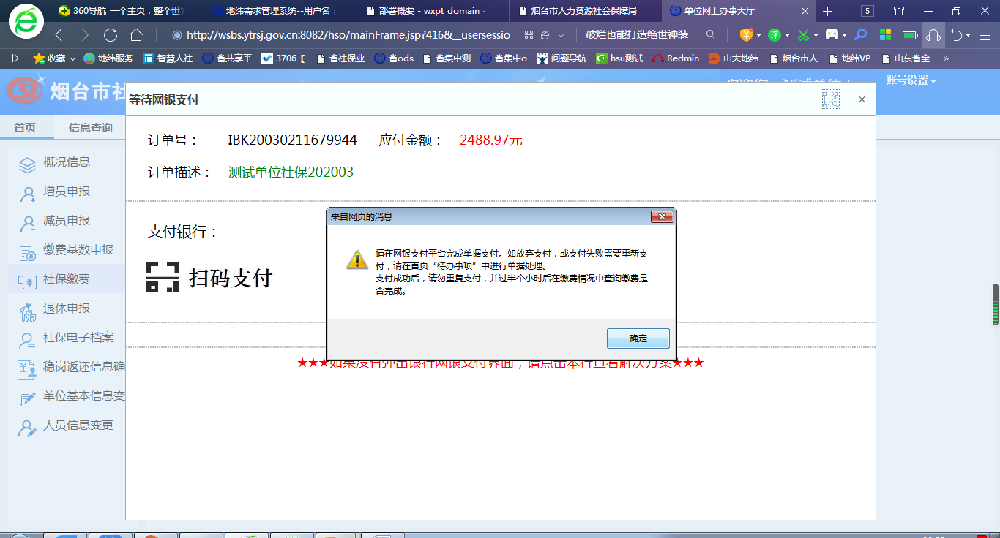 360导航_一个主页，整个世界
地纬需求管理系统--用户名：
部署概要 - wxpt_domain -
烟台市人力资源社会保障局
单位网上办事大厅
5
http://wsbs.ytrsj.gov.cn:8082/hso/mainFrame.jsp?416&__usersessio
破烂也能打造绝世神装
译
收藏
地纬服务
智慧人社
省共享平
3706【
省社保业
省ods
省集中测
省集中o
问题导航
hsu测试
Redmin
山大地纬
烟台市人
地纬VP
山东省全
烟台市社
账号设置
首页
信息查询
概况信息
增员申报
减员申报
缴费基数申报
社保缴费
退休申报
社保电子档案
稳岗返还信息确
单位基本信息变
人员信息变更
等待网银支付
订单号： IBK20030211679944 应付金额： 2488.97元
订单描述： 测试单位社保202003
支付银行：
扫码支付
来自网页的消息
请在网银支付平台完成单据支付。如放弃支付，或支付失败需要重新支
付，请在首页“待办事项”中进行单据处理。
支付成功后，请勿重复支付，并过半个小时后在缴费情况中查询缴费是
否完成。
确定
★★★如果没有弹出银行网银支付界面，请点击本行查看解决方案★★★